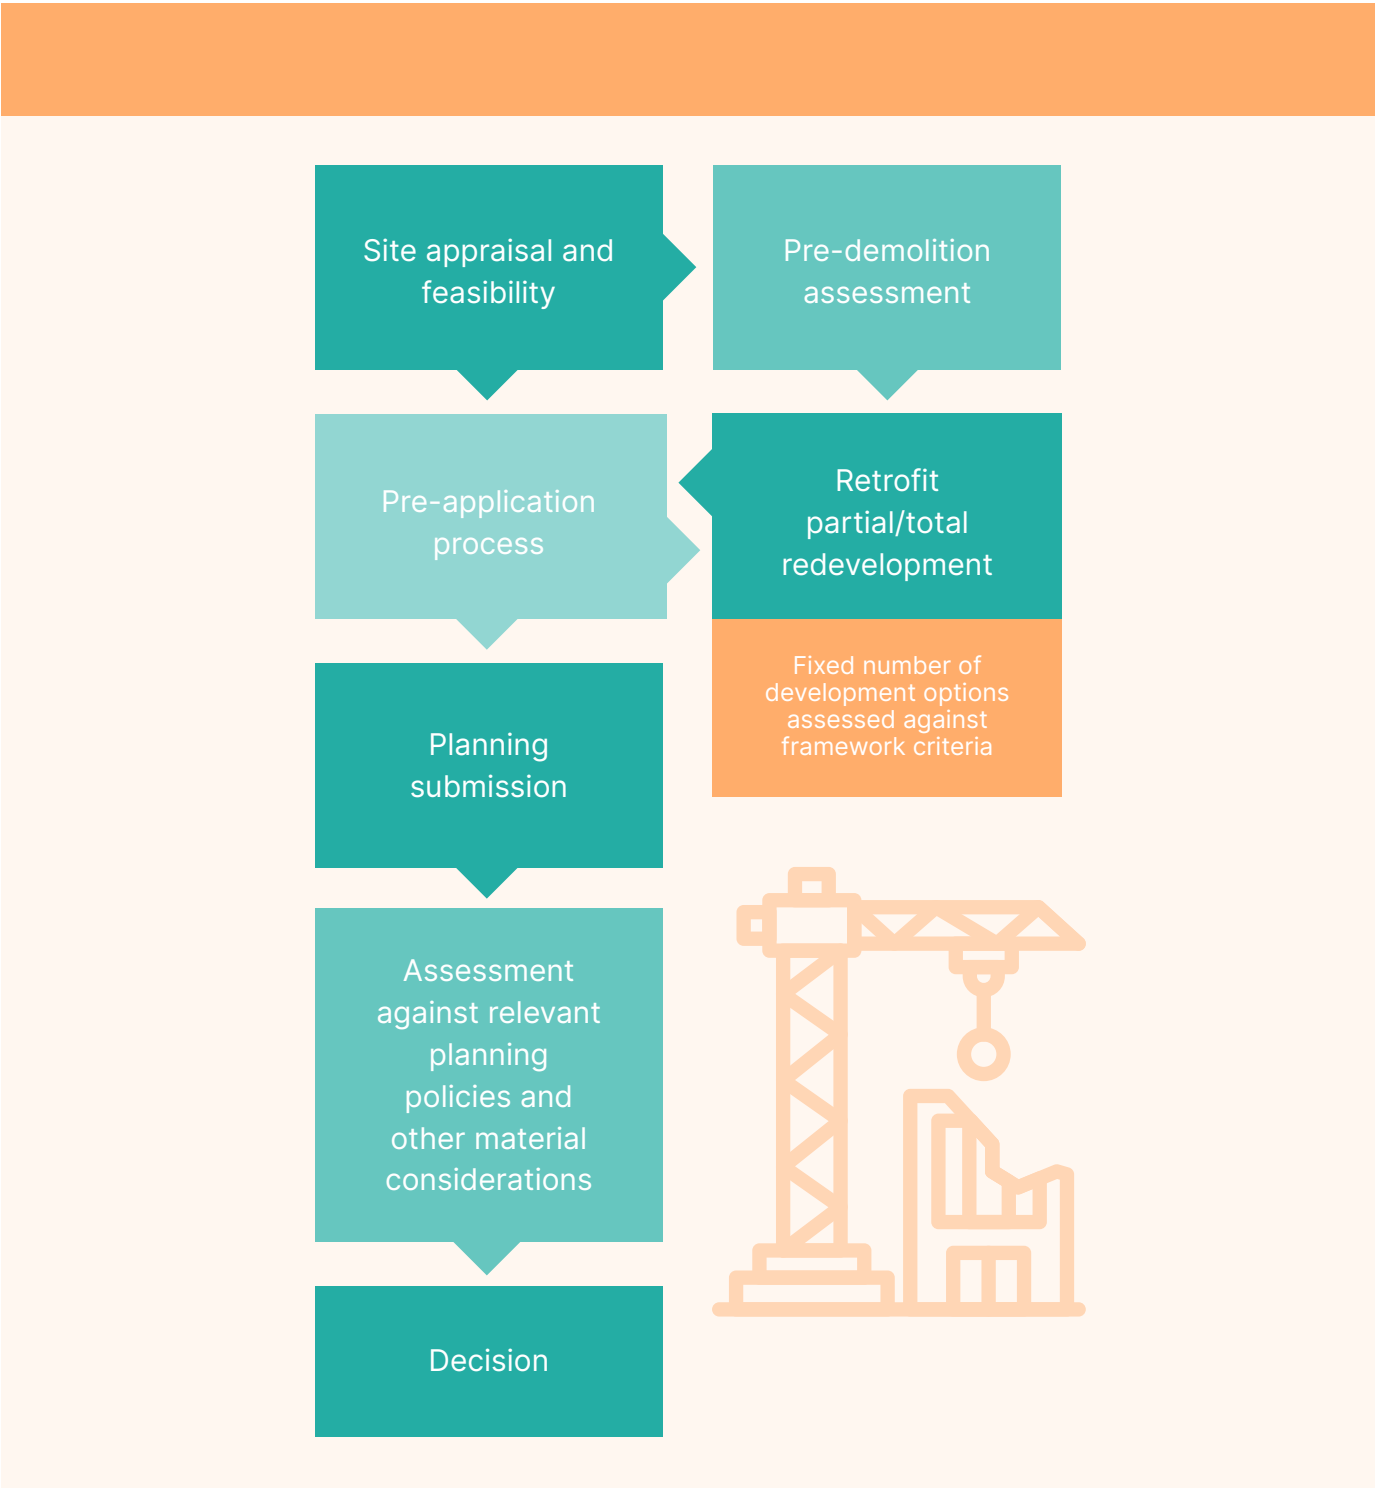 Site appraisal and
feasibility
Pre-demolition
assessment
Pre-application
process
Retrofit
partial/total
redevelopment
Fixed number of
development options
assessed against
framework criteria
Planning
submission
Assessment
against relevant
planning
policies and
other material
considerations
Decision